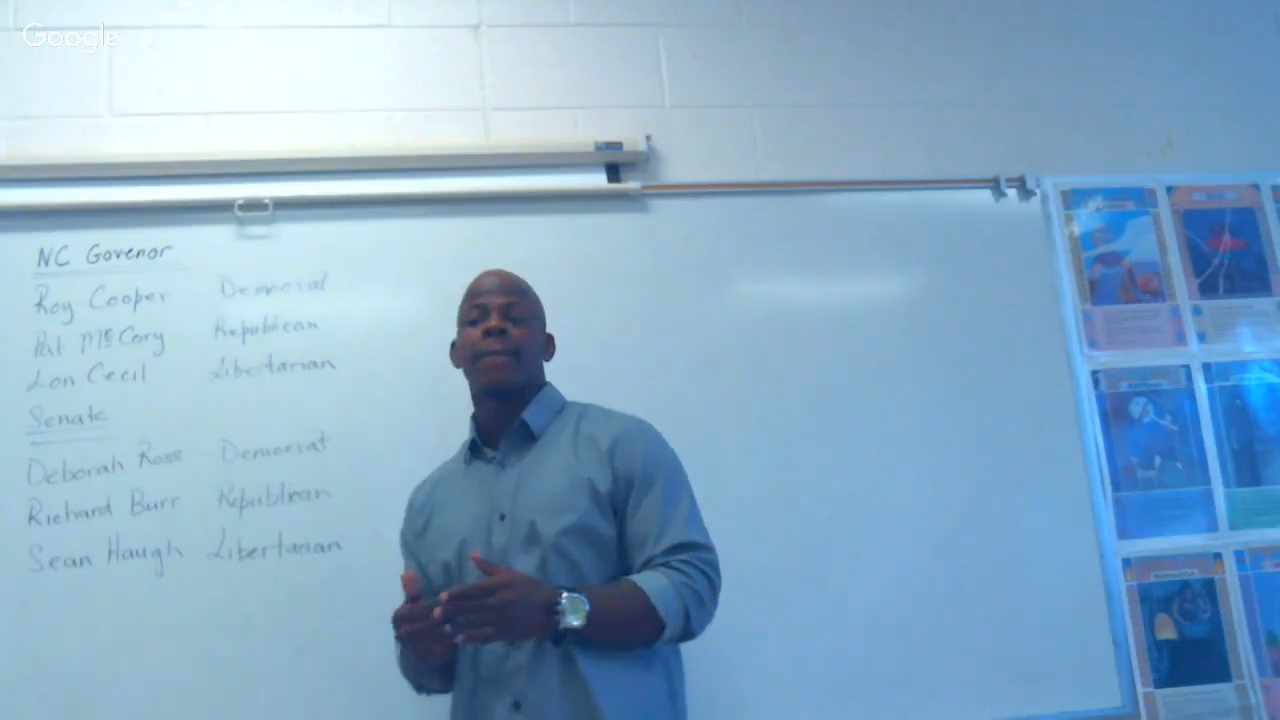 Google
NC Govenor
Roy Cooper Democrat
Pat McCory Republican
Lon Cecil Libertarian
Senate
Deborah Ross Democrat
Richard Burr Republican
Sean Haugh Libertarian